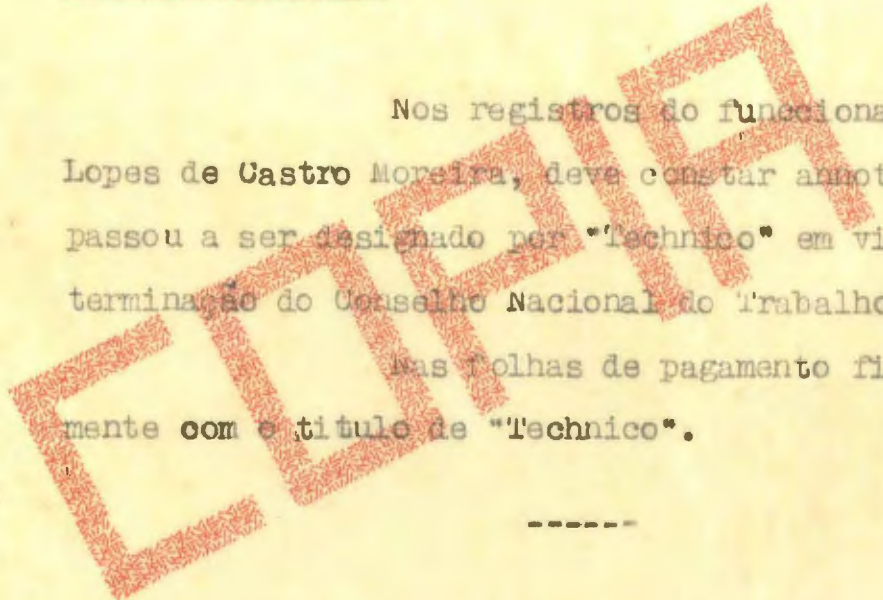 Nos registros do funcciona
Lopes de Castro Moreira, deve constar annot
passou a ser designado por "Technico" em vi
terminação do Conselho Nacional do Trabalho
Nas folhas de pagamento fi
mente com o titulo de "Technico".
------
COPIA